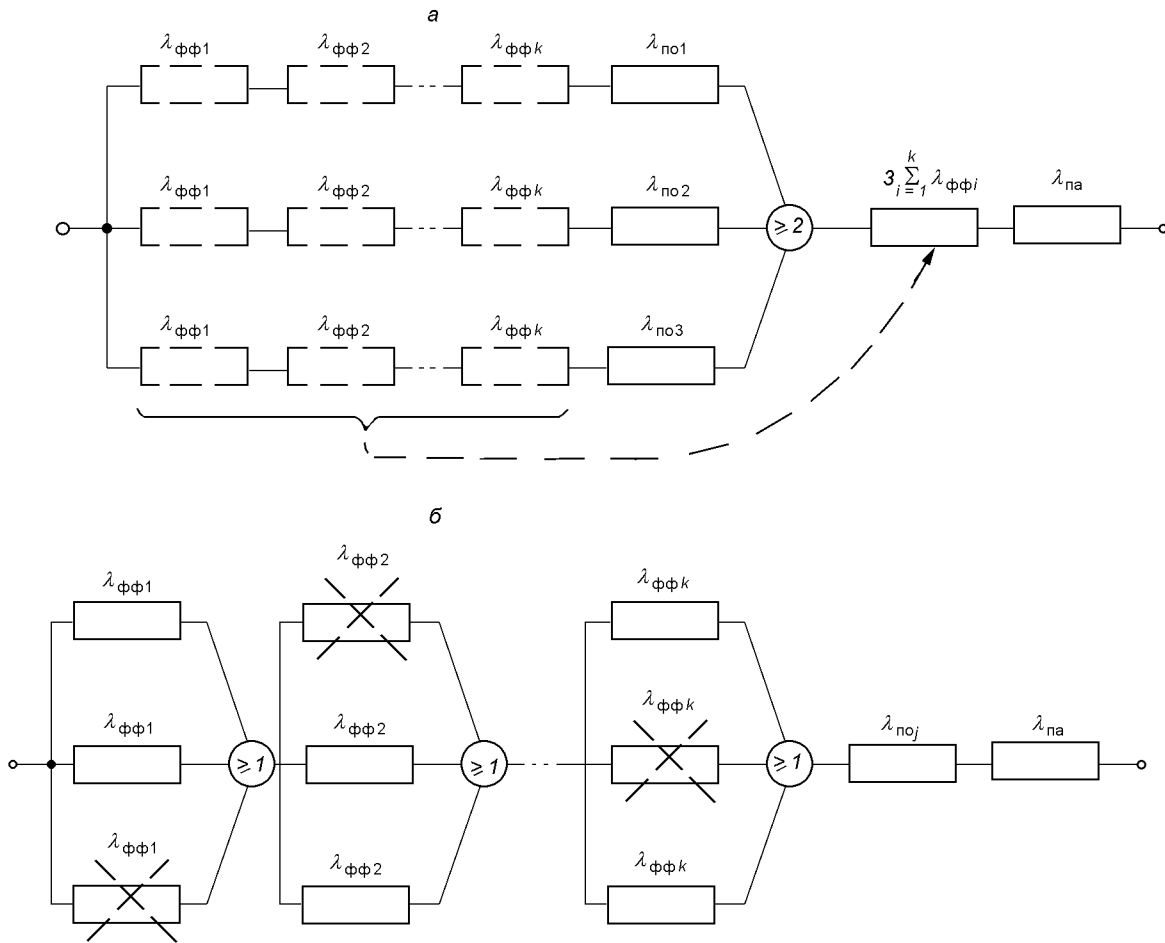 а
λфф1 λфф2 λффk λпо1
3 k Σ i = 1 λффi λпа
λфф1 λфф2 λффk λпо2
≥ 2
λфф1 λфф2 λффk λпо3
б
λфф2
λфф1 λффk
λффk
λфф1 λфф2 λпоj λпа
≥ 1 ≥ 1 ≥ 1
λфф1 λфф2 λффk